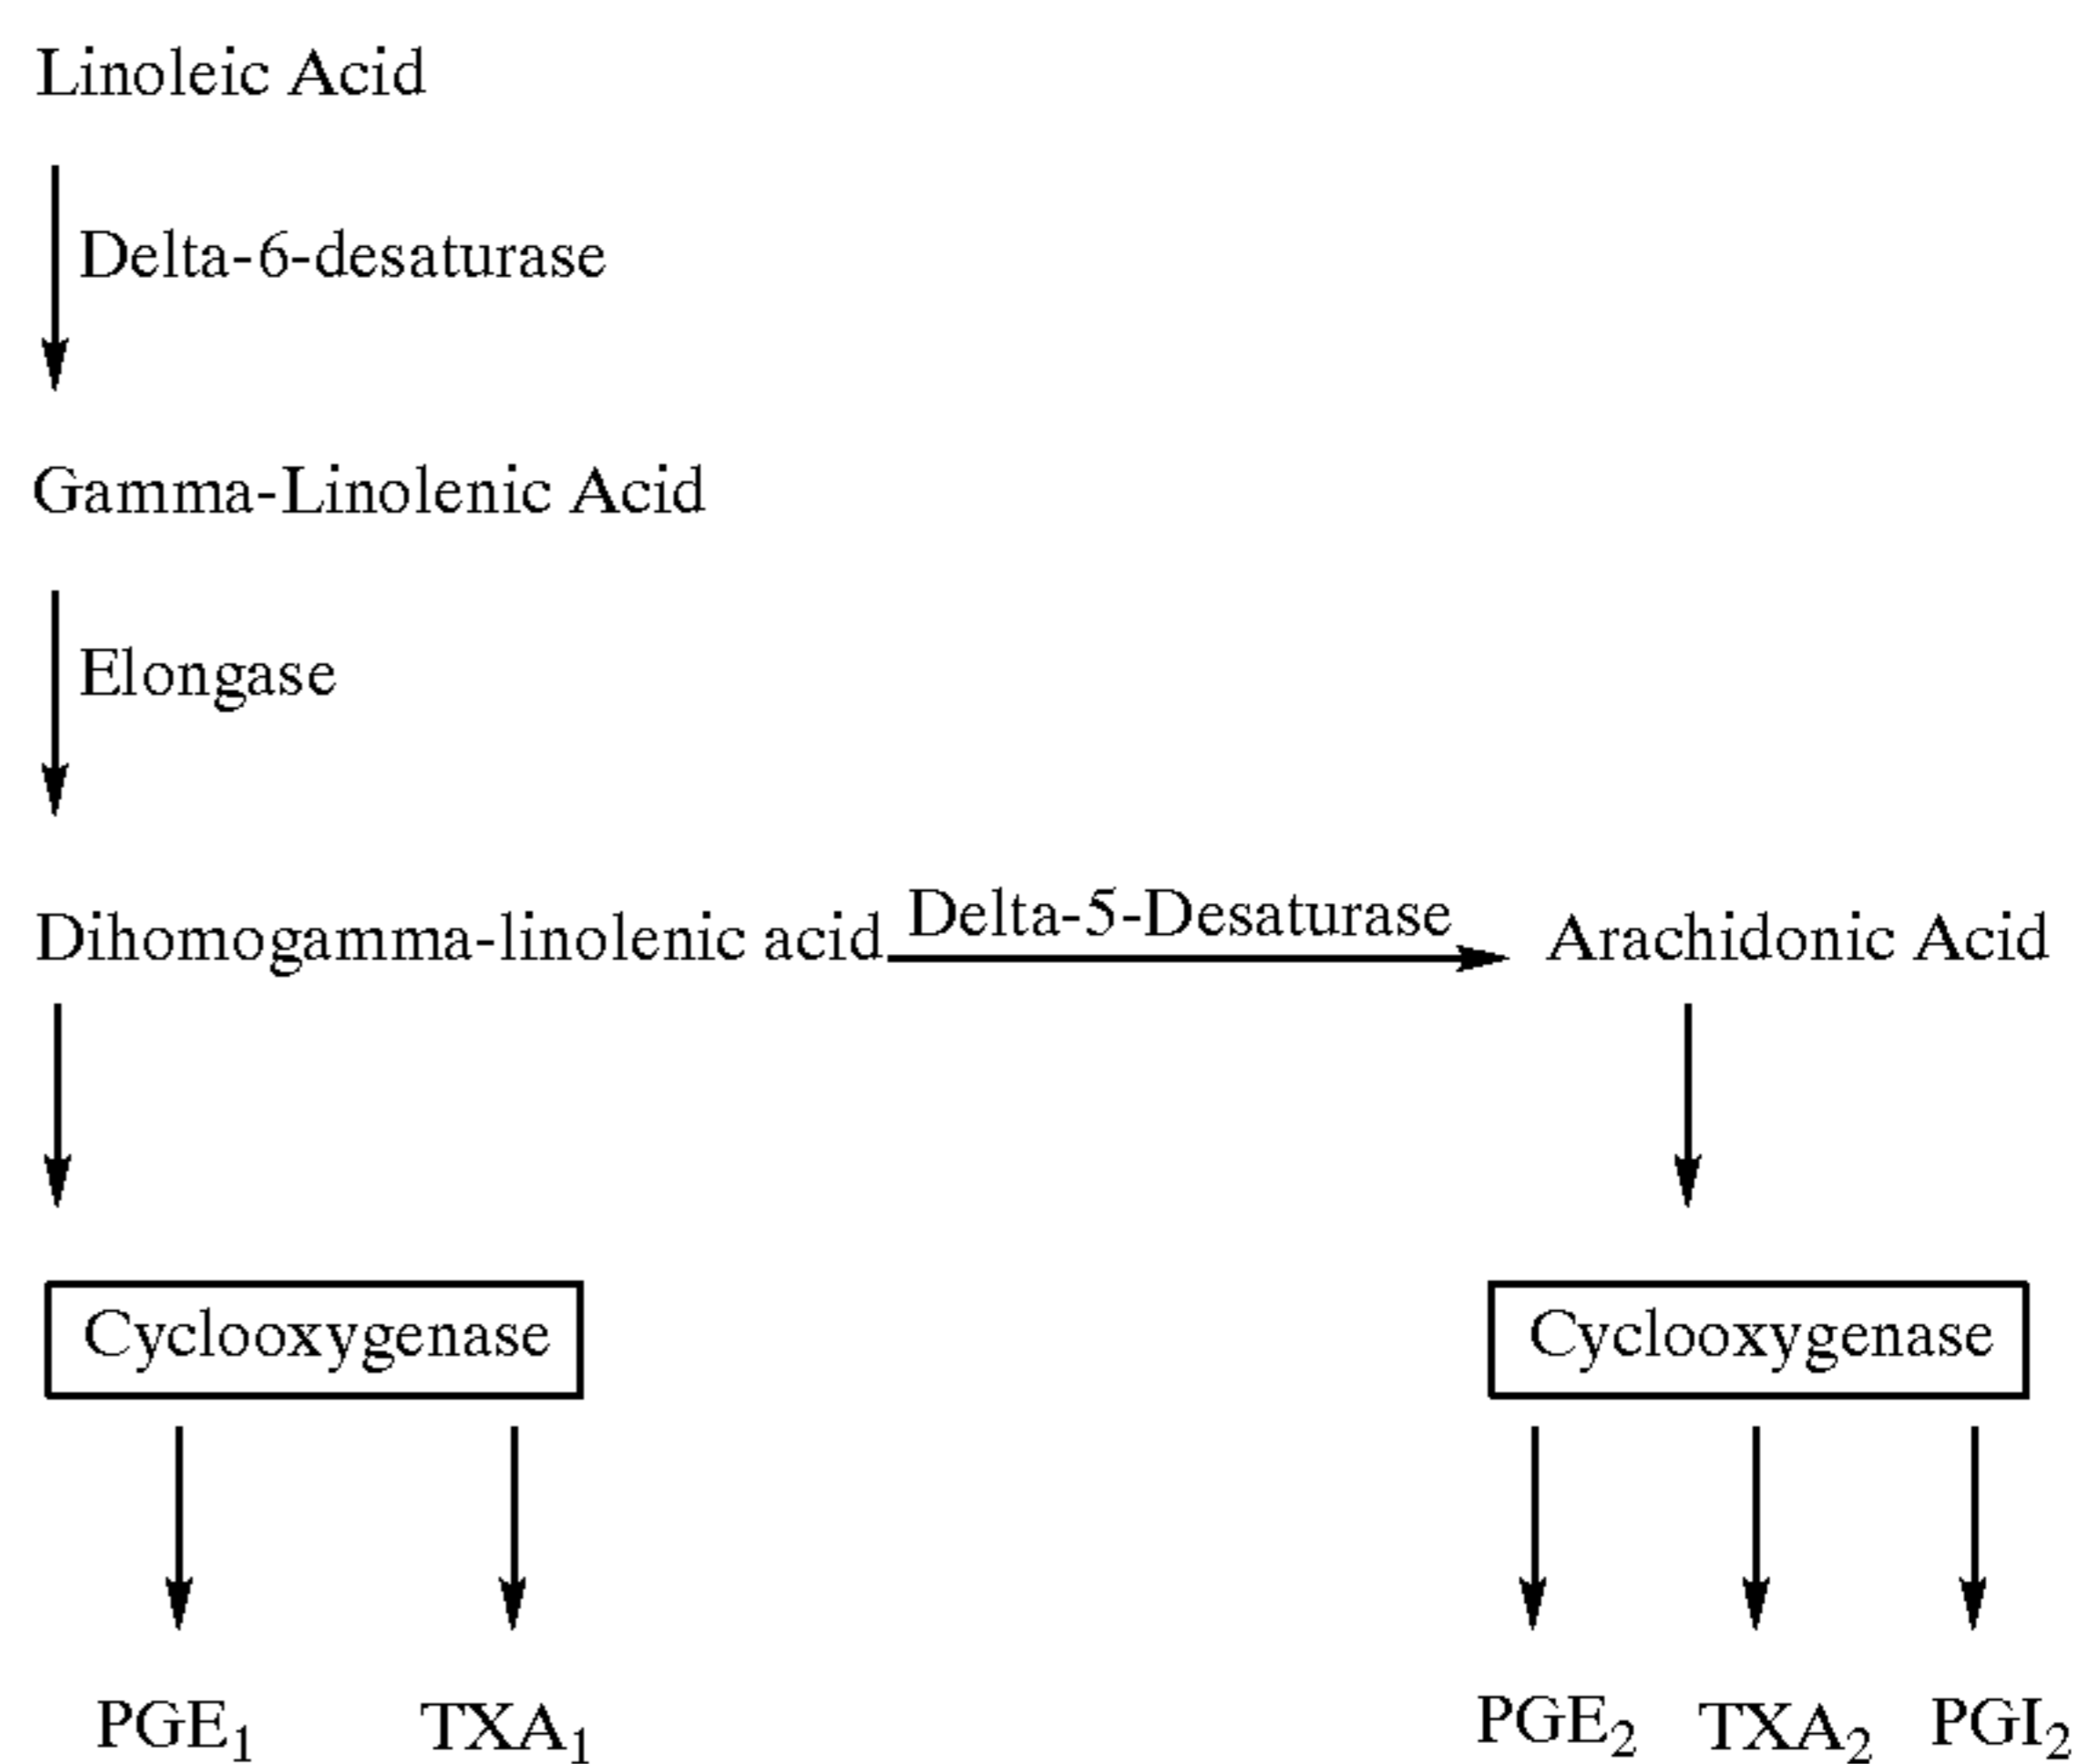 Linoleic Acid
Delta-6-desaturase
Gamma-Linolenic Acid
Elongase
Dihomogamma-linolenic acid
Delta-5-Desaturase
Arachidonic Acid
Cyclooxygenase
Cyclooxygenase
PGE₁ TXA₁
PGE₂ TXA₂ PGI₂